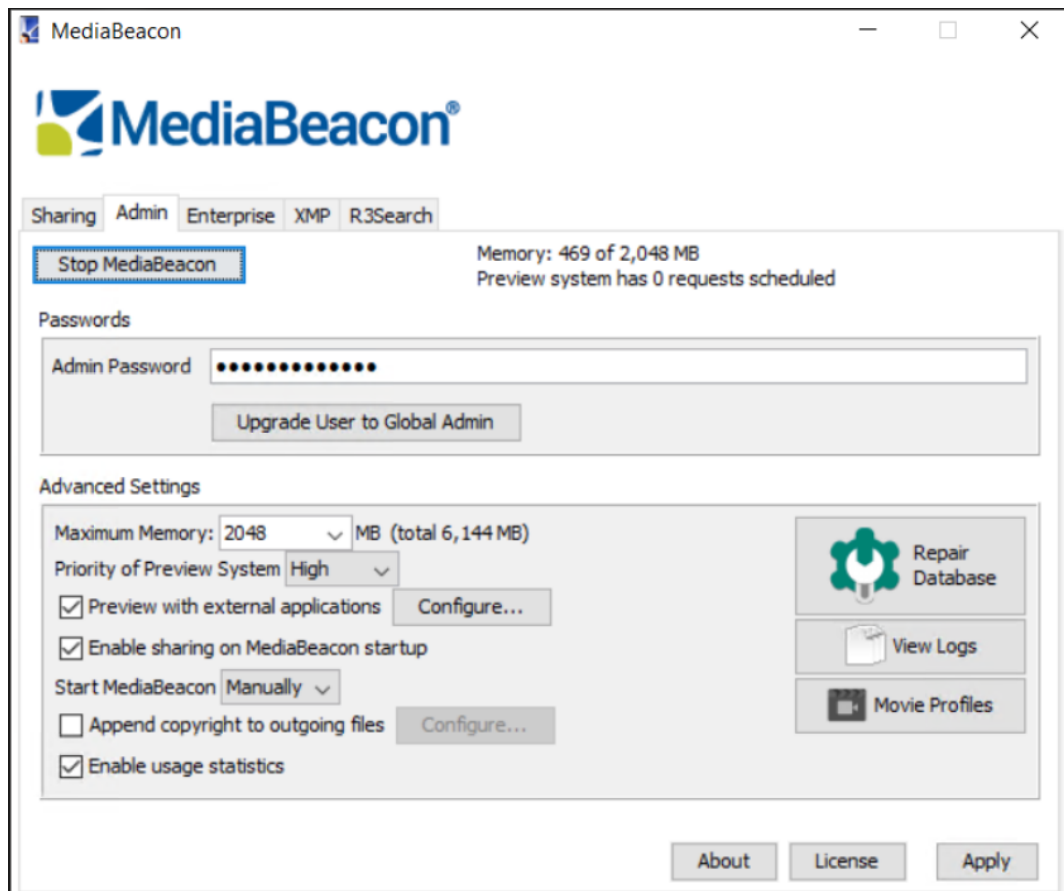 MediaBeacon
MediaBeacon®
Sharing Admin Enterprise XMP R3Search
Stop MediaBeacon
Memory: 469 of 2,048 MB
Preview system has 0 requests scheduled
Passwords
Admin Password •••••••••••••
Upgrade User to Global Admin
Advanced Settings
Maximum Memory: 2048 MB (total 6,144 MB)
Priority of Preview System High
Preview with external applications Configure...
Enable sharing on MediaBeacon startup
Start MediaBeacon Manually
Append copyright to outgoing files Configure...
Enable usage statistics
Repair
Database
View Logs
Movie Profiles
About License Apply